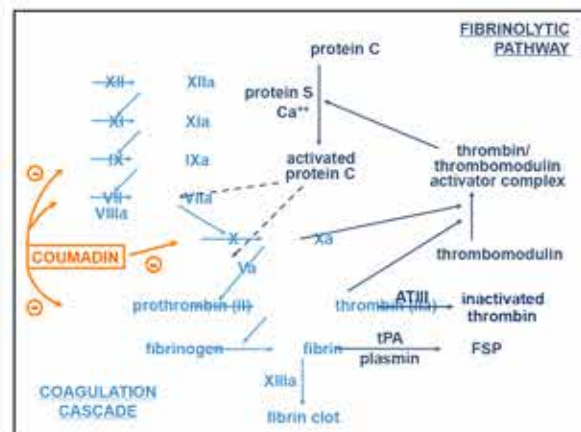 FIBRINOLYTIC
PATHWAY
protein C
XII XIIa
protein S
Ca++
XI XIa
IX IXa
activated
protein C
thrombin/
thrombomodulin
activator complex
VII VIIa
VIIIa
X Xa
COUMADIN
Va
thrombomodulin
prothrombin (II) thrombin (IIa) ATIII inactivated
thrombin
fibrinogen fibrin tPA FSP
plasmin
XIIIa
COAGULATION
CASCADE
fibrin clot